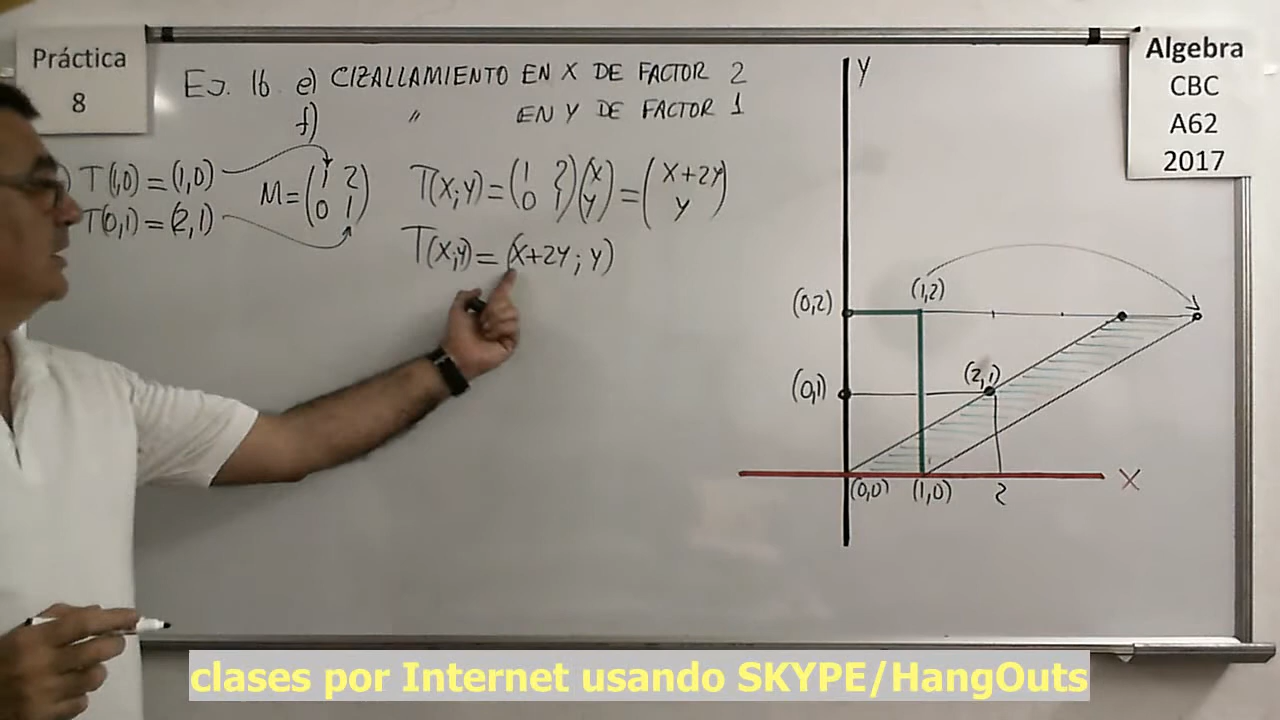 Práctica
8
Algebra
CBC
A62
2017
EJ. 16 e) CIZALLAMIENTO EN X DE FACTOR 2
f) " EN Y DE FACTOR 1
) T(1,0) = (1,0)
T(0,1) = (2,1)
M = (1 2
0 1)
T(X;Y) = (1 2
0 1) (X
Y) = (X+2Y
Y)
T(X;Y) = (X+2Y ; Y)
Y
(0,2)
(1,2)
(0,1)
(2,1)
(0,0)
(1,0)
2
X
clases por Internet usando SKYPE/HangOuts